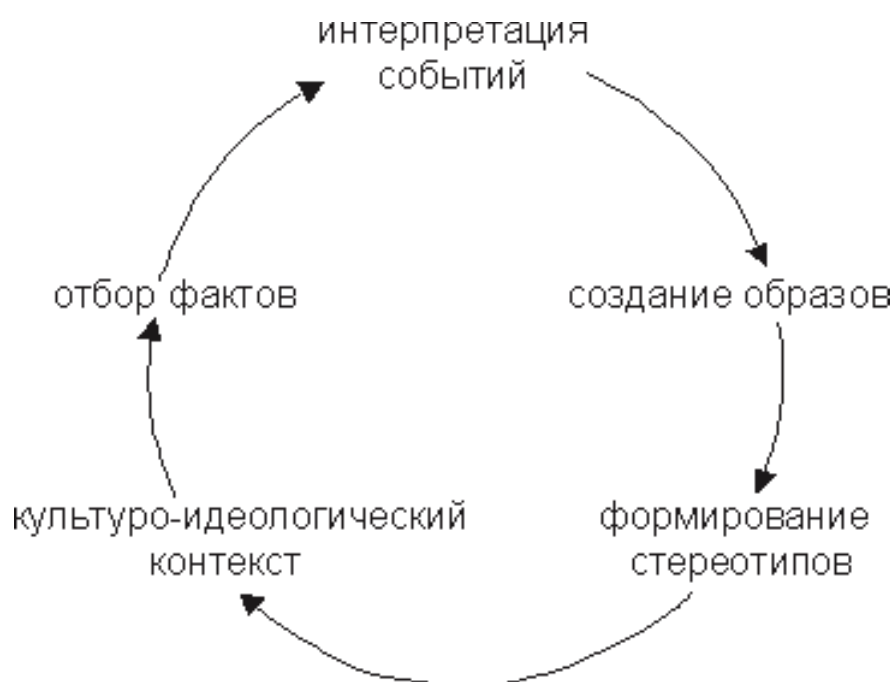 интерпретация
событий
отбор фактов
создание образов
культуро-идеологический
контекст
формирование
стереотипов